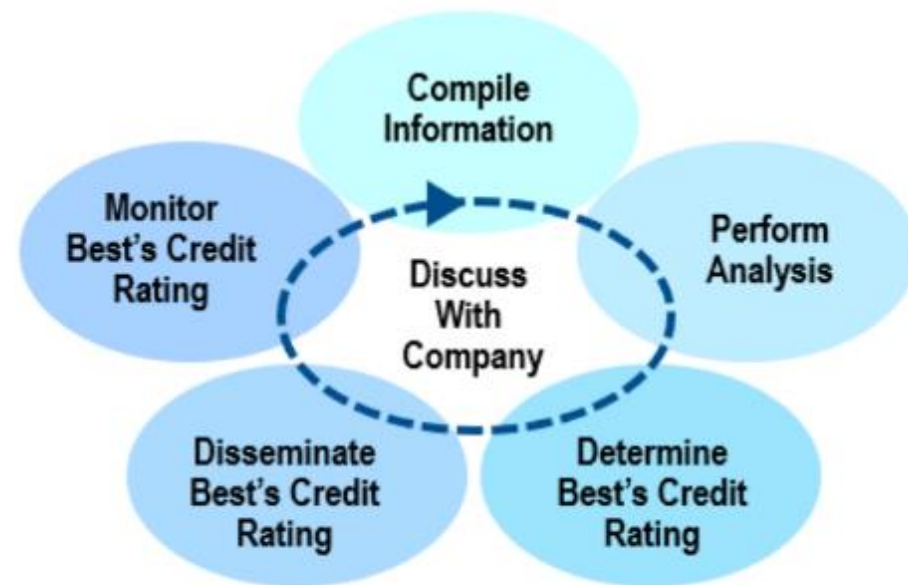 Compile
Information
Perform
Analysis
Determine
Best's Credit
Rating
Disseminate
Best's Credit
Rating
Monitor
Best's Credit
Rating
Discuss
With
Company